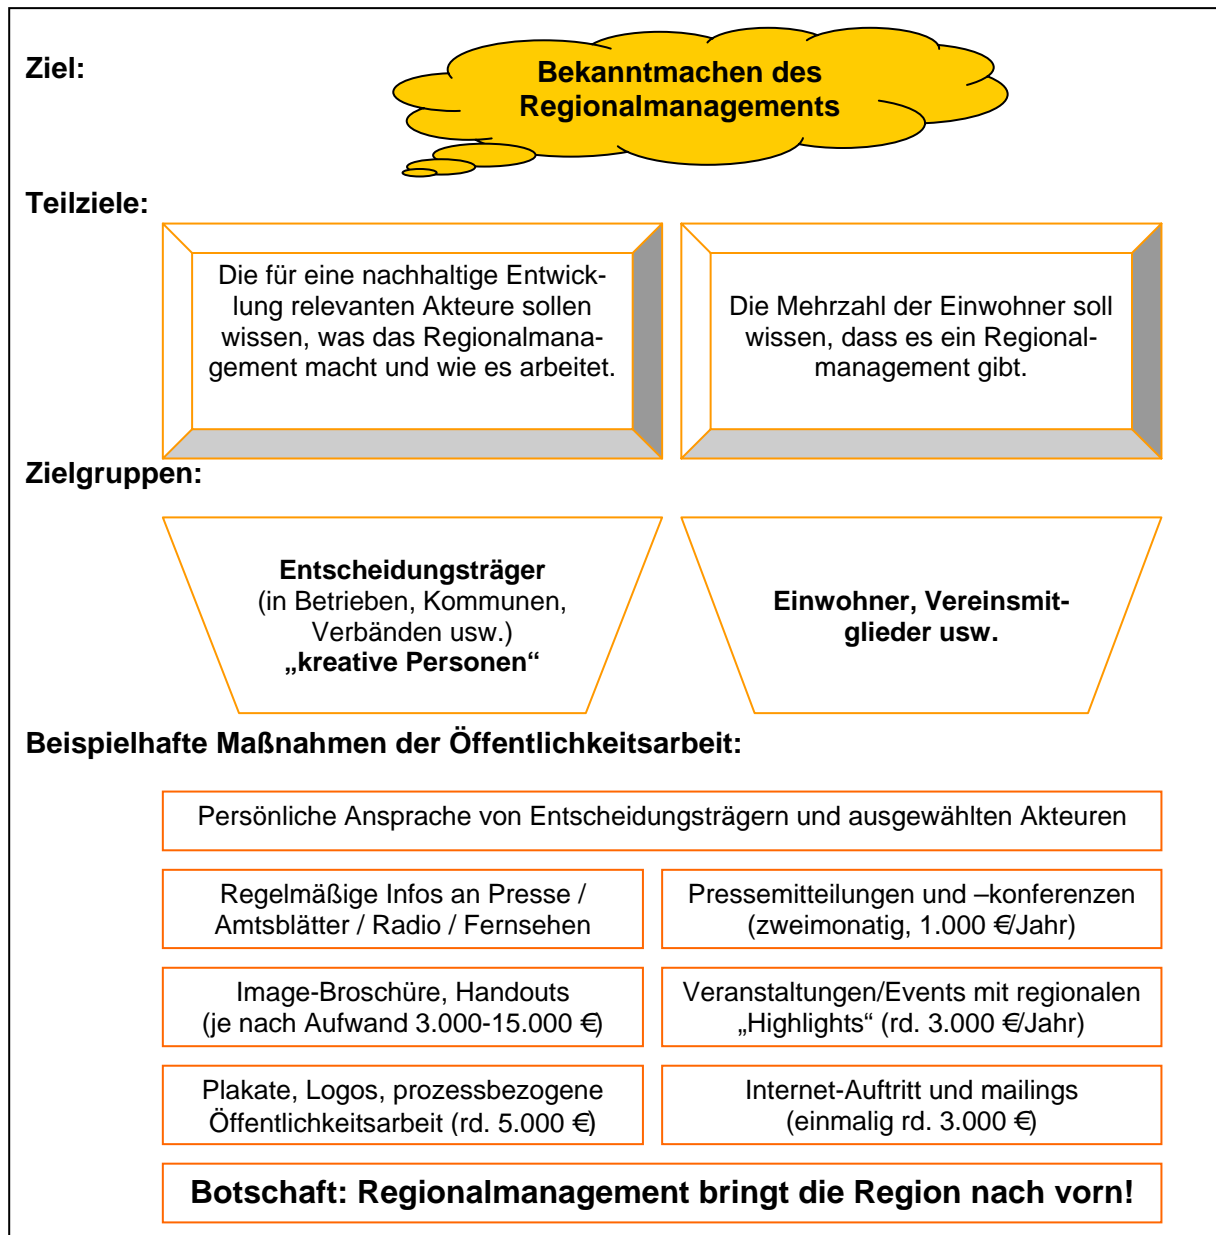 Ziel:
Bekanntmachen des
Regionalmanagements
Teilziele:
Die für eine nachhaltige Entwick-
lung relevanten Akteure sollen
wissen, was das Regionalmana-
gement macht und wie es arbeitet.
Die Mehrzahl der Einwohner soll
wissen, dass es ein Regional-
management gibt.
Zielgruppen:
Entscheidungsträger
(in Betrieben, Kommunen,
Verbänden usw.)
„kreative Personen“
Einwohner, Vereinsmit-
glieder usw.
Beispielhafte Maßnahmen der Öffentlichkeitsarbeit:
Persönliche Ansprache von Entscheidungsträgern und ausgewählten Akteuren
Regelmäßige Infos an Presse /
Amtsblätter / Radio / Fernsehen
Pressemitteilungen und –konferenzen
(zweimonatig, 1.000 €/Jahr)
Image-Broschüre, Handouts
(je nach Aufwand 3.000-15.000 €)
Veranstaltungen/Events mit regionalen
„Highlights“ (rd. 3.000 €/Jahr)
Plakate, Logos, prozessbezogene
Öffentlichkeitsarbeit (rd. 5.000 €)
Internet-Auftritt und mailings
(einmalig rd. 3.000 €)
Botschaft: Regionalmanagement bringt die Region nach vorn!